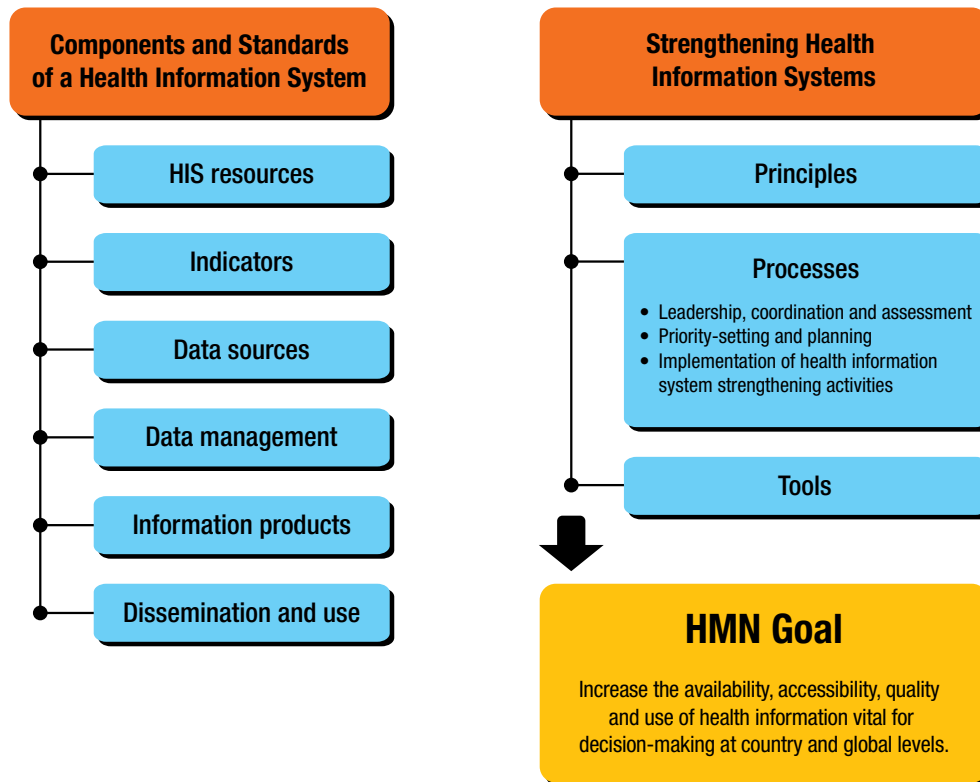 Components and Standards
of a Health Information System
HIS resources
Indicators
Data sources
Data management
Information products
Dissemination and use
Strengthening Health
Information Systems
Principles
Processes
• Leadership, coordination and assessment
• Priority-setting and planning
• Implementation of health information
system strengthening activities
Tools
HMN Goal
Increase the availability, accessibility, quality
and use of health information vital for
decision-making at country and global levels.